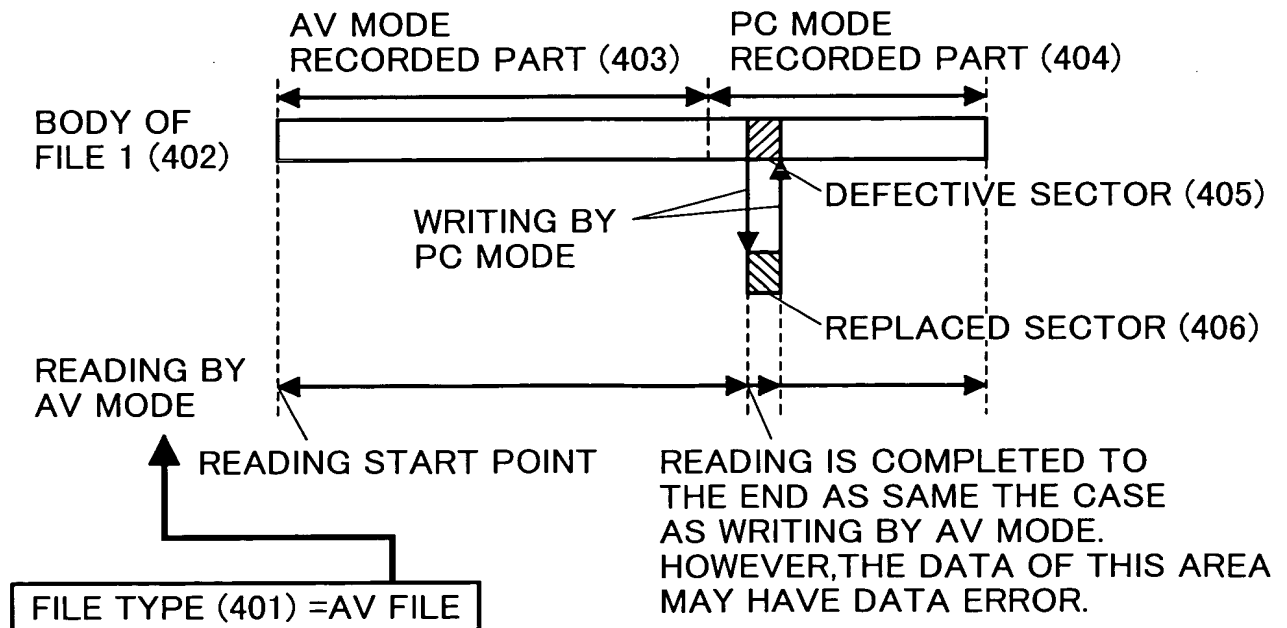 AV MODE
RECORDED PART (403)
PC MODE
RECORDED PART (404)
BODY OF
FILE 1 (402)
DEFECTIVE SECTOR (405)
WRITING BY
PC MODE
REPLACED SECTOR (406)
READING BY
AV MODE
READING START POINT
READING IS COMPLETED TO
THE END AS SAME THE CASE
AS WRITING BY AV MODE.
HOWEVER,THE DATA OF THIS AREA
MAY HAVE DATA ERROR.
FILE TYPE (401) =AV FILE